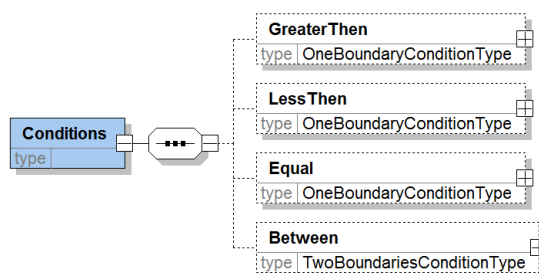 GreaterThen
type OneBoundaryConditionType
LessThen
type OneBoundaryConditionType
Conditions
type
Equal
type OneBoundaryConditionType
Between
type TwoBoundariesConditionType